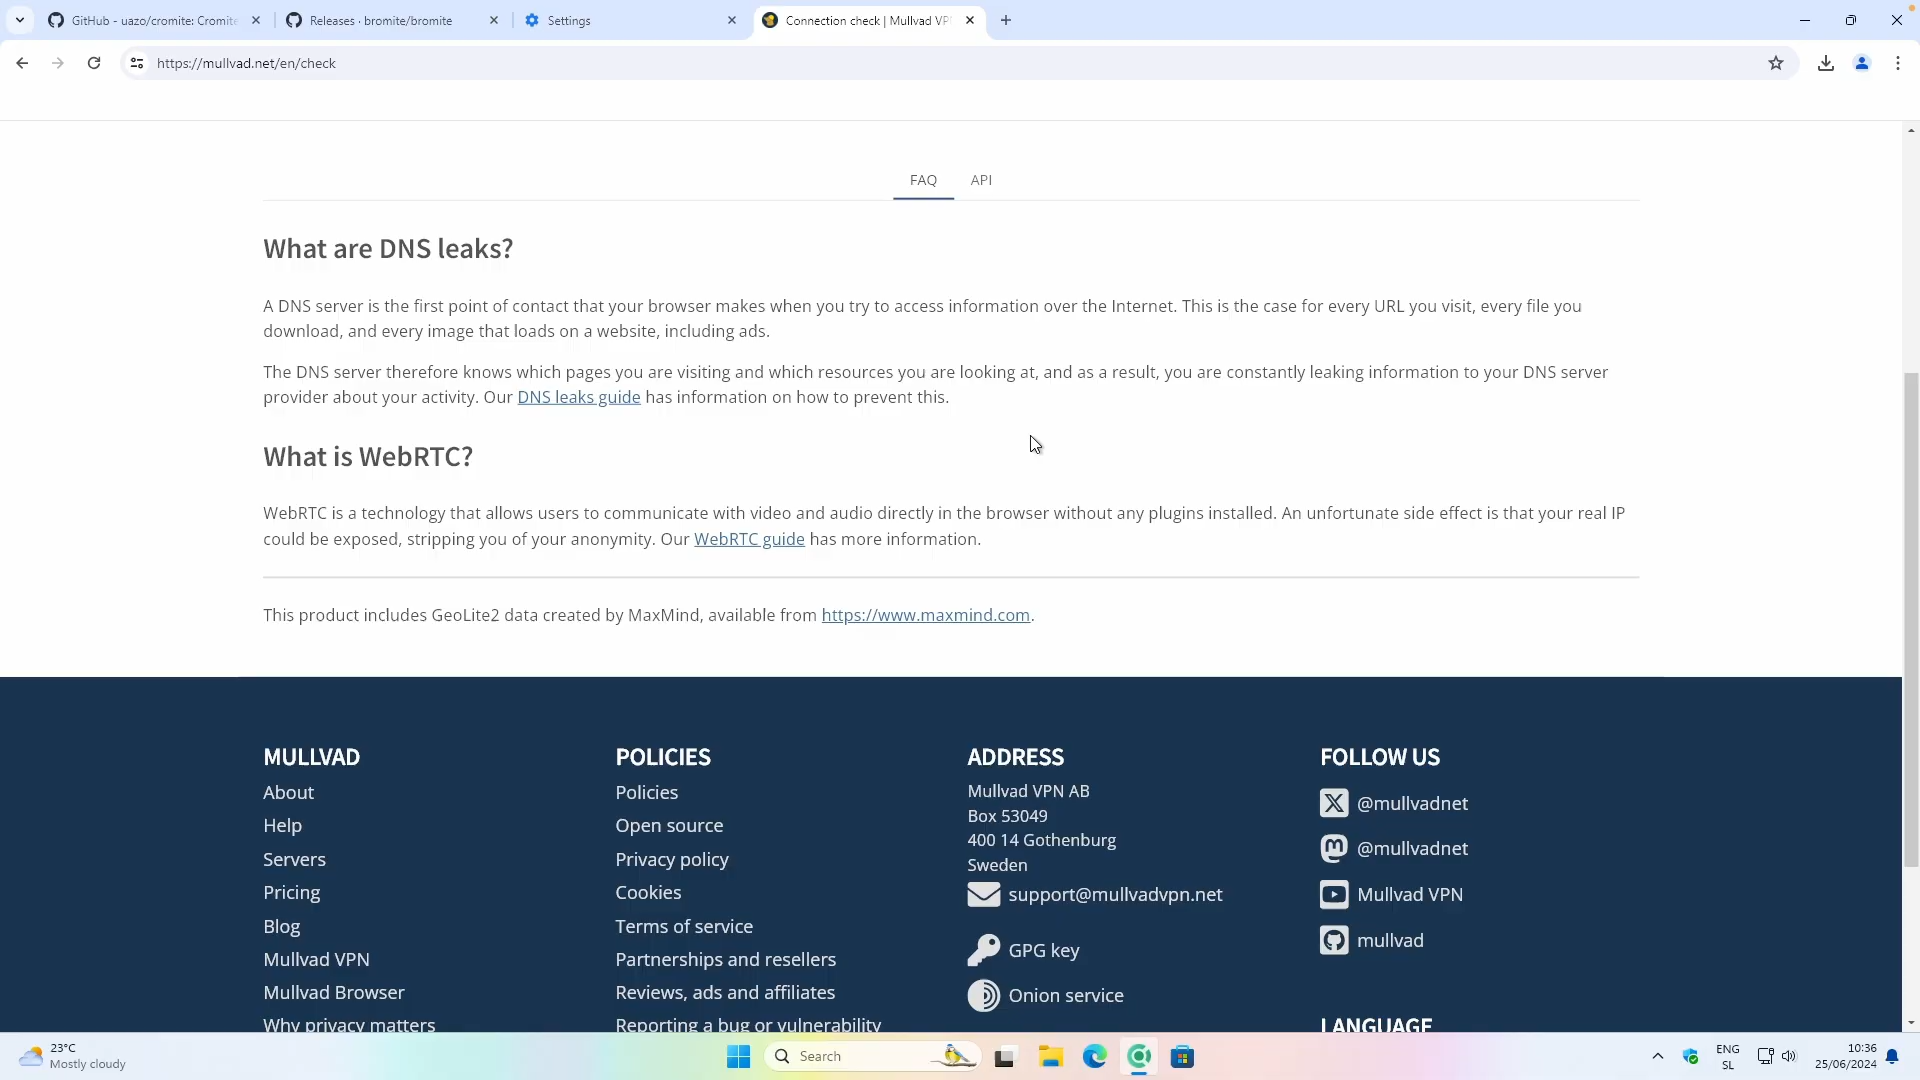 GitHub - uazo/cromite: Cromite
Releases · bromite/bromite
Settings
Connection check | Mullvad VP
https://mullvad.net/en/check
FAQ
API
What are DNS leaks?
A DNS server is the first point of contact that your browser makes when you try to access information over the Internet. This is the case for every URL you visit, every file you
download, and every image that loads on a website, including ads.
The DNS server therefore knows which pages you are visiting and which resources you are looking at, and as a result, you are constantly leaking information to your DNS server
provider about your activity. Our DNS leaks guide has information on how to prevent this.
What is WebRTC?
WebRTC is a technology that allows users to communicate with video and audio directly in the browser without any plugins installed. An unfortunate side effect is that your real IP
could be exposed, stripping you of your anonymity. Our WebRTC guide has more information.
This product includes GeoLite2 data created by MaxMind, available from https://www.maxmind.com.
MULLVAD
About
Help
Servers
Pricing
Blog
Mullvad VPN
Mullvad Browser
Why privacy matters
POLICIES
Policies
Open source
Privacy policy
Cookies
Terms of service
Partnerships and resellers
Reviews, ads and affiliates
Reporting a bug or vulnerability
ADDRESS
Mullvad VPN AB
Box 53049
400 14 Gothenburg
Sweden
support@mullvadvpn.net
GPG key
Onion service
FOLLOW US
@mullvadnet
@mullvadnet
Mullvad VPN
mullvad
LANGUAGE
23°C
Mostly cloudy
Search
ENG
SL
10:36
25/06/2024